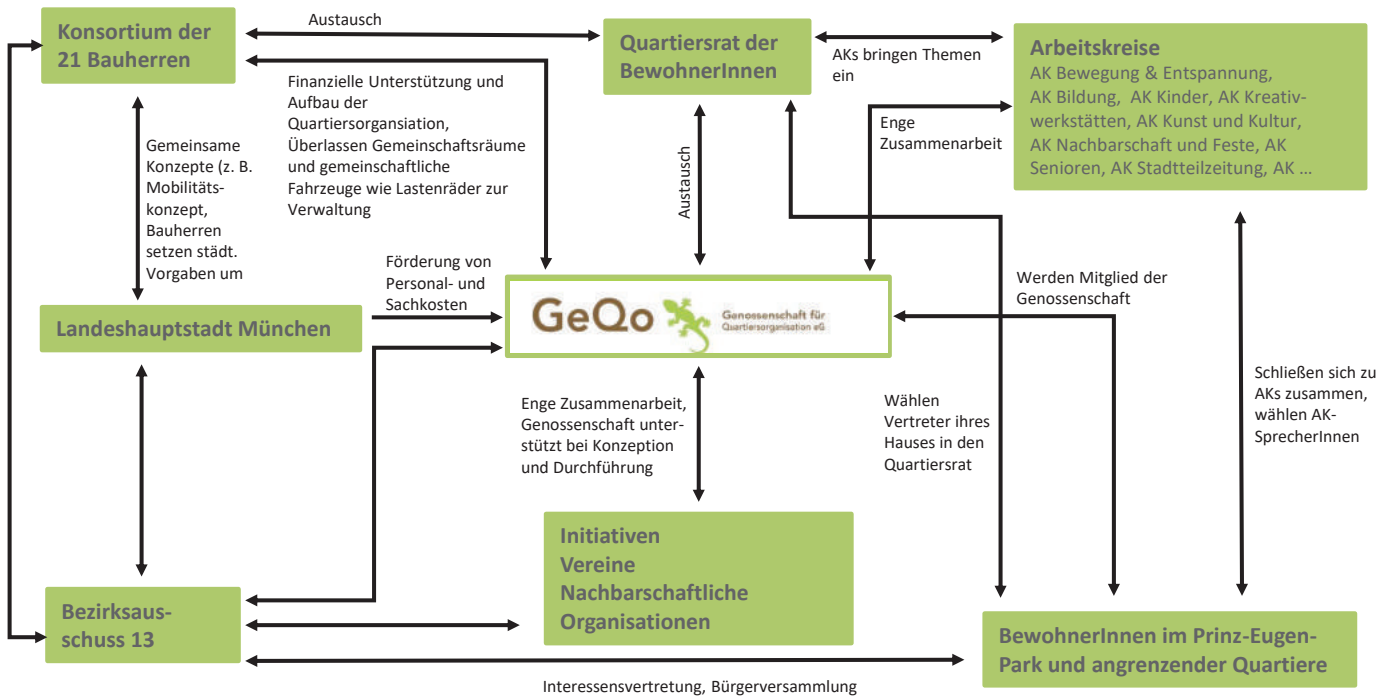 Konsortium der
21 Bauherren
Austausch
Quartiersrat der
BewohnerInnen
AKs bringen Themen
ein
Arbeitskreise
AK Bewegung & Entspannung,
AK Bildung, AK Kinder, AK Kreativ-
werkstätten, AK Kunst und Kultur,
AK Nachbarschaft und Feste, AK
Senioren, AK Stadtteilzeitung, AK ...
Finanzielle Unterstützung und
Aufbau der
Quartiersorgansiation,
Überlassen Gemeinschaftsräume
und gemeinschaftliche
Fahrzeuge wie Lastenräder zur
Verwaltung
Enge
Zusammenarbeit
Gemeinsame
Konzepte (z. B.
Mobilitäts-
konzept,
Bauherren
setzen städt.
Vorgaben um
Austausch
Förderung von
Personal- und
Sachkosten
Werden Mitglied der
Genossenschaft
Landeshauptstadt München
GeQo
Genossenschaft für
Quartiersorganisation eG
Enge Zusammenarbeit,
Genossenschaft unter-
stützt bei Konzeption
und Durchführung
Wählen
Vertreter ihres
Hauses in den
Quartiersrat
Schließen sich zu
AKs zusammen,
wählen AK-
SprecherInnen
Initiativen
Vereine
Nachbarschaftliche
Organisationen
Bezirksaus-
schuss 13
BewohnerInnen im Prinz-Eugen-
Park und angrenzender Quartiere
Interessensvertretung, Bürgerversammlung